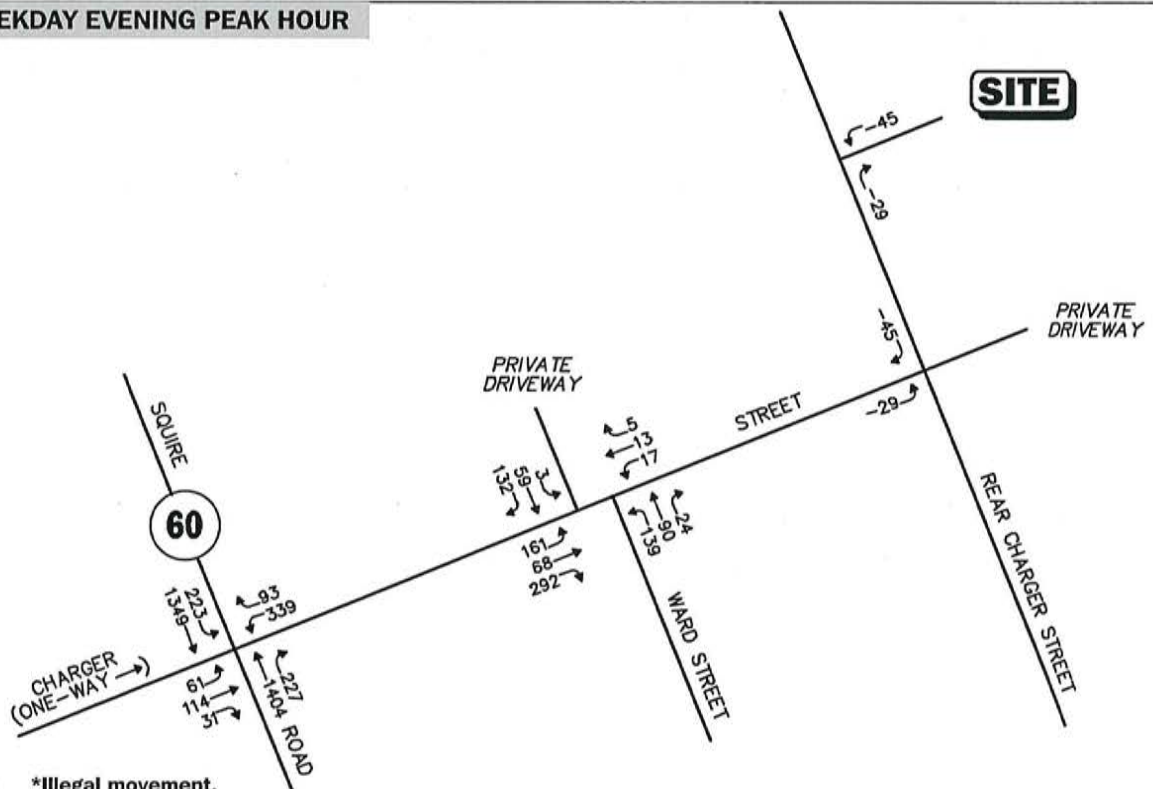 EKDAY EVENING PEAK HOUR
SITE
-45
-29
-45
-29
PRIVATE
DRIVEWAY
PRIVATE
DRIVEWAY
STREET
5
13
17
3
59
132
161
68
292
24
90
139
SQUIRE
60
223
1349
93
339
CHARGER
(ONE-WAY → )
61
114
31
227
1404
ROAD
WARD STREET
REAR CHARGER STREET
*Illegal movement.